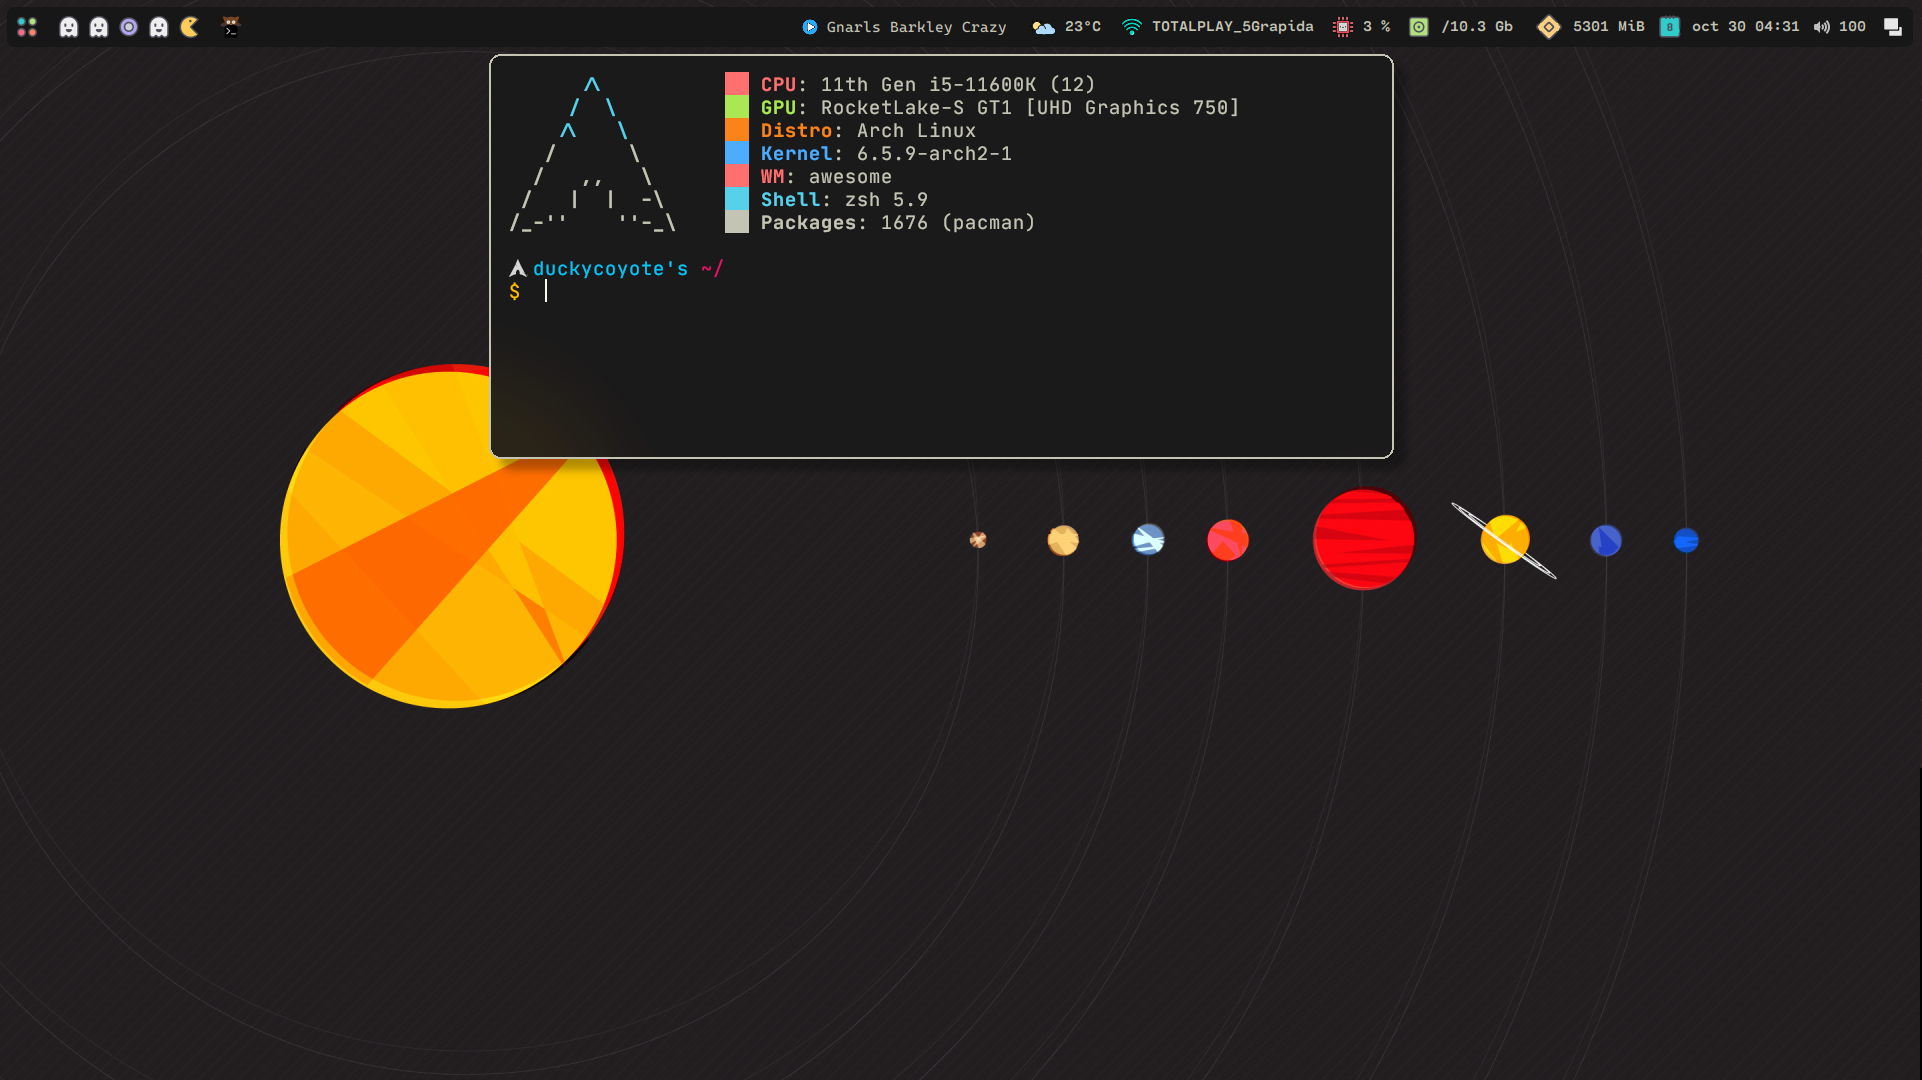 Gnarls Barkley Crazy 23°C TOTALPLAY_5Grapida 3 % /10.3 Gb 5301 MiB 8 oct 30 04:31 100
CPU: 11th Gen i5-11600K (12)
GPU: RocketLake-S GT1 [UHD Graphics 750]
Distro: Arch Linux
Kernel: 6.5.9-arch2-1
WM: awesome
Shell: zsh 5.9
Packages: 1676 (pacman)
duckycoyote's ~/
$